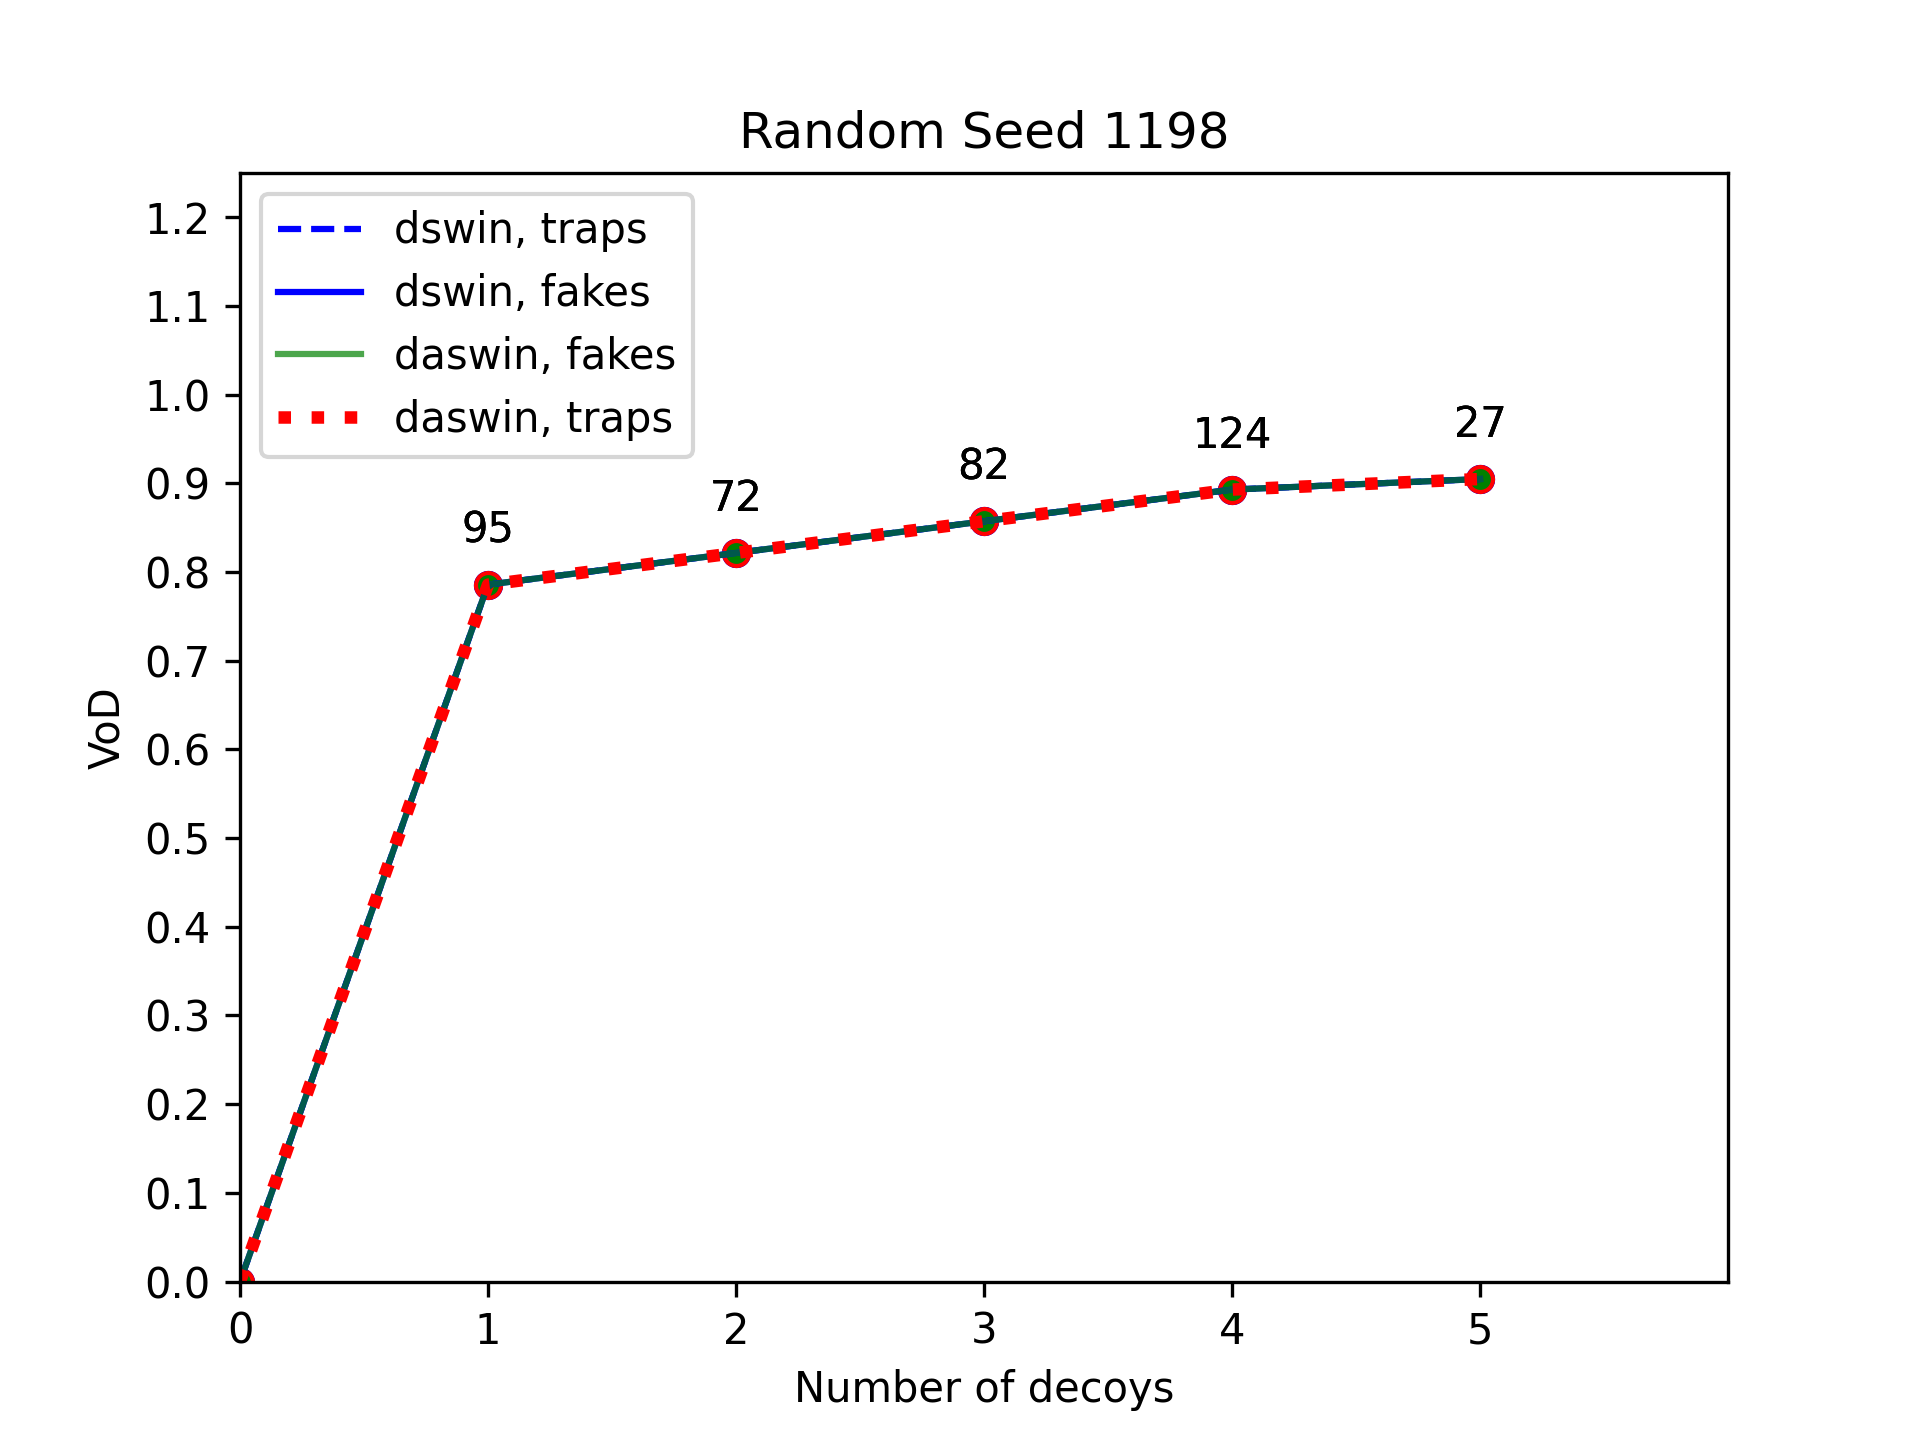 Random Seed 1198
dswin, traps
dswin, fakes
daswin, fakes
daswin, traps
1.2
1.1
1.0
0.9
0.8
0.7
0.6
0.5
0.4
0.3
0.2
0.1
0.0
VoD
95
72
82
124
27
0 1 2 3 4 5
Number of decoys